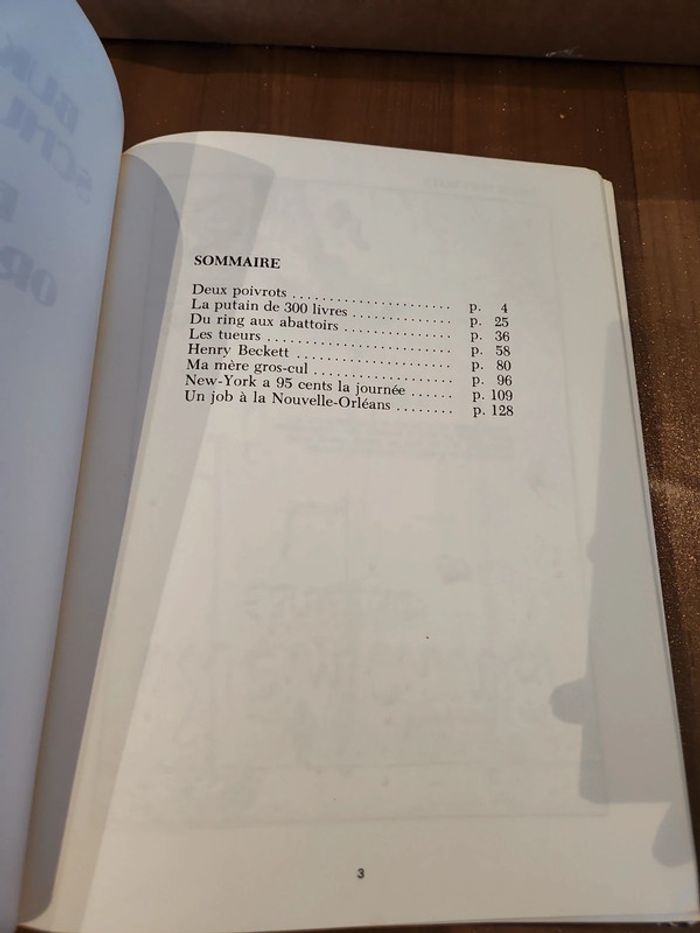 SOMMAIRE
Deux poivrots ...................... p. 4
La putain de 300 livres .............. p. 25
Du ring aux abattoirs ............... p. 36
Les tueurs ......................... p. 58
Henry Beckett ..................... p. 80
Ma mère gros-cul .................. p. 96
New-York a 95 cents la journée ...... p. 109
Un job à la Nouvelle-Orléans ........ p. 128
3